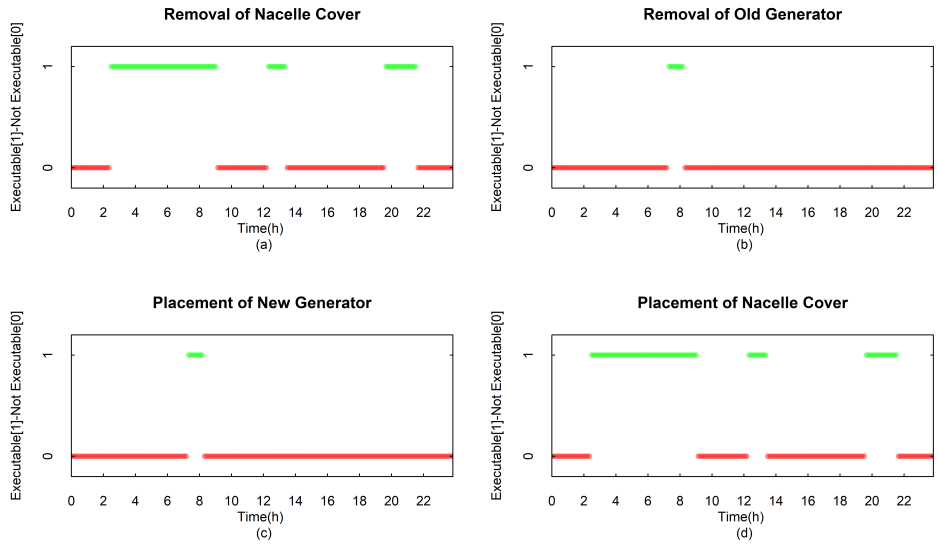 Removal of Nacelle Cover
Executable[1]-Not Executable[0]
1
0
0 2 4 6 8 10 12 14 16 18 20 22
Time(h)
(a)
Removal of Old Generator
Executable[1]-Not Executable[0]
1
0
0 2 4 6 8 10 12 14 16 18 20 22
Time(h)
(b)
Placement of New Generator
Executable[1]-Not Executable[0]
1
0
0 2 4 6 8 10 12 14 16 18 20 22
Time(h)
(c)
Placement of Nacelle Cover
Executable[1]-Not Executable[0]
1
0
0 2 4 6 8 10 12 14 16 18 20 22
Time(h)
(d)